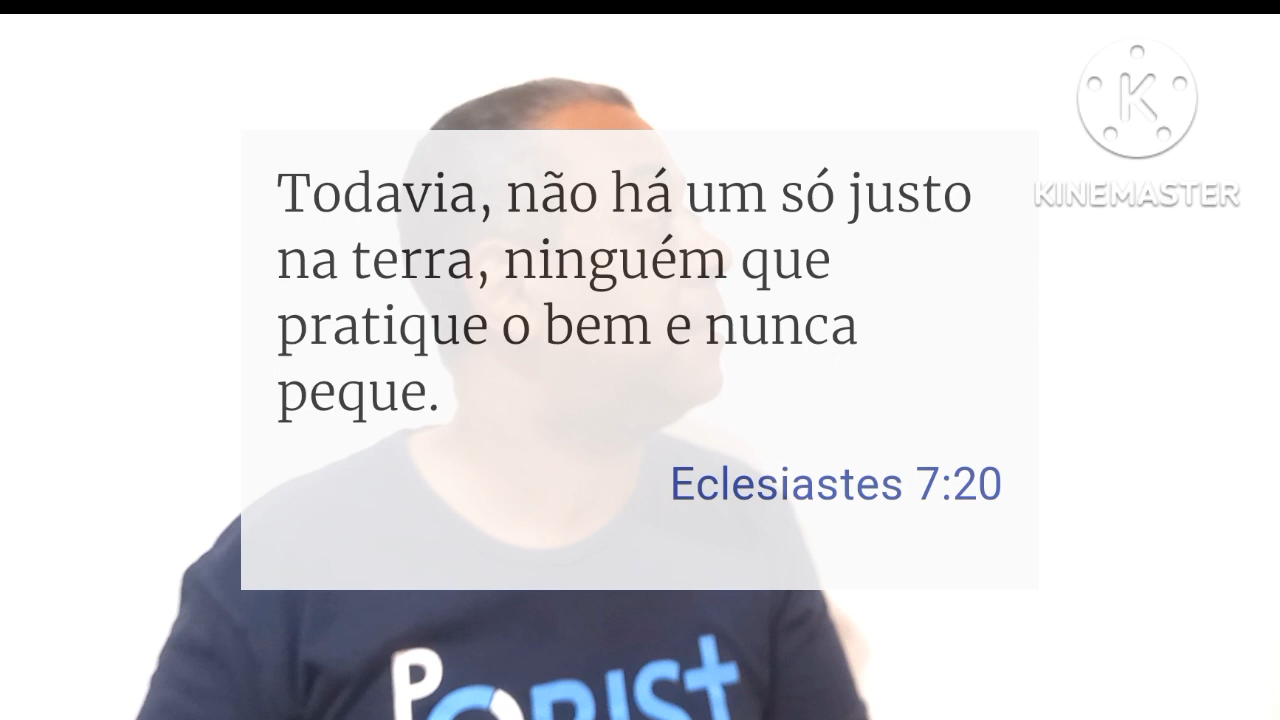 Todavia, não há um só justo
na terra, ninguém que
pratique o bem e nunca
peque.
Eclesiastes 7:20
K
KINEMASTER